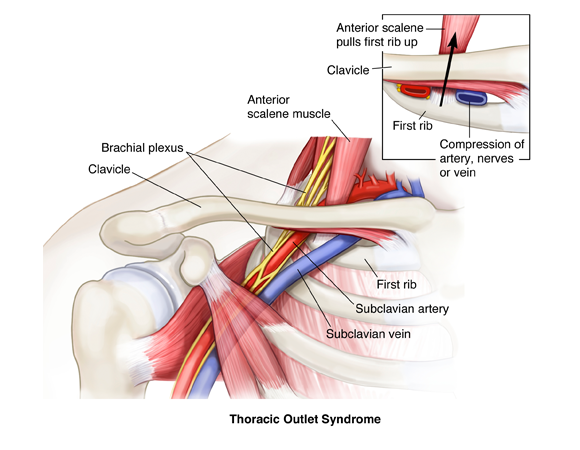 Anterior scalene
pulls first rib up
Clavicle
First rib
Compression of
artery, nerves
or vein
Anterior
scalene muscle
Brachial plexus
Clavicle
First rib
Subclavian artery
Subclavian vein
Thoracic Outlet Syndrome